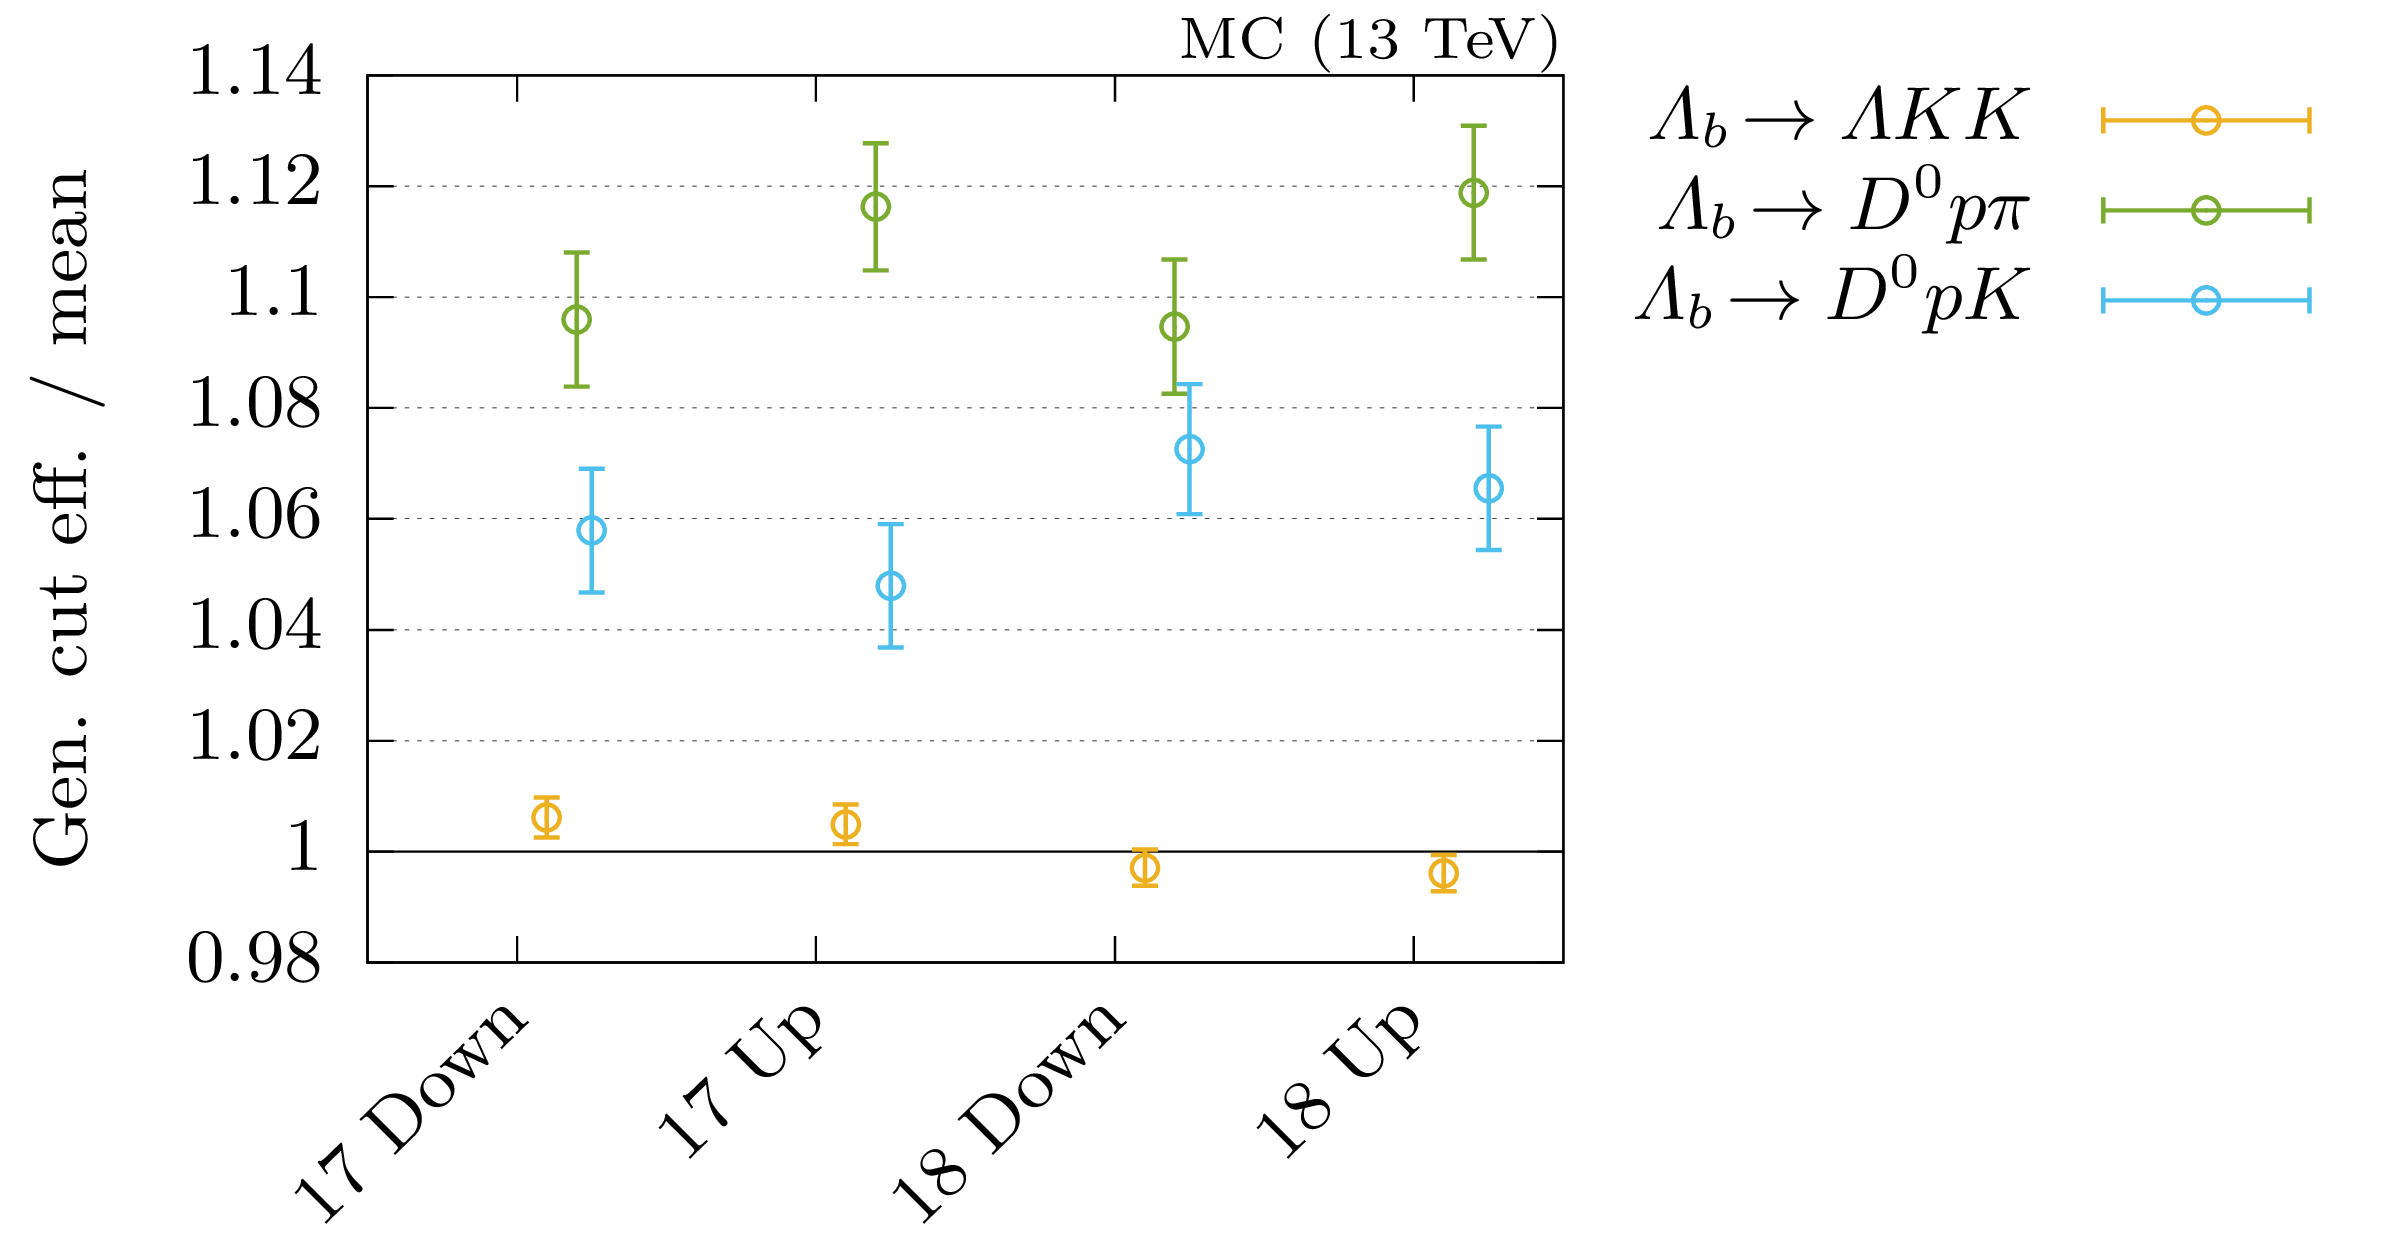 MC (13 TeV)
Gen. cut eff. / mean
1.14
1.12
1.1
1.08
1.06
1.04
1.02
1
0.98
17 Down
17 Up
18 Down
18 Up
Λb → ΛKK
Λb → D⁰pπ
Λb → D⁰pK